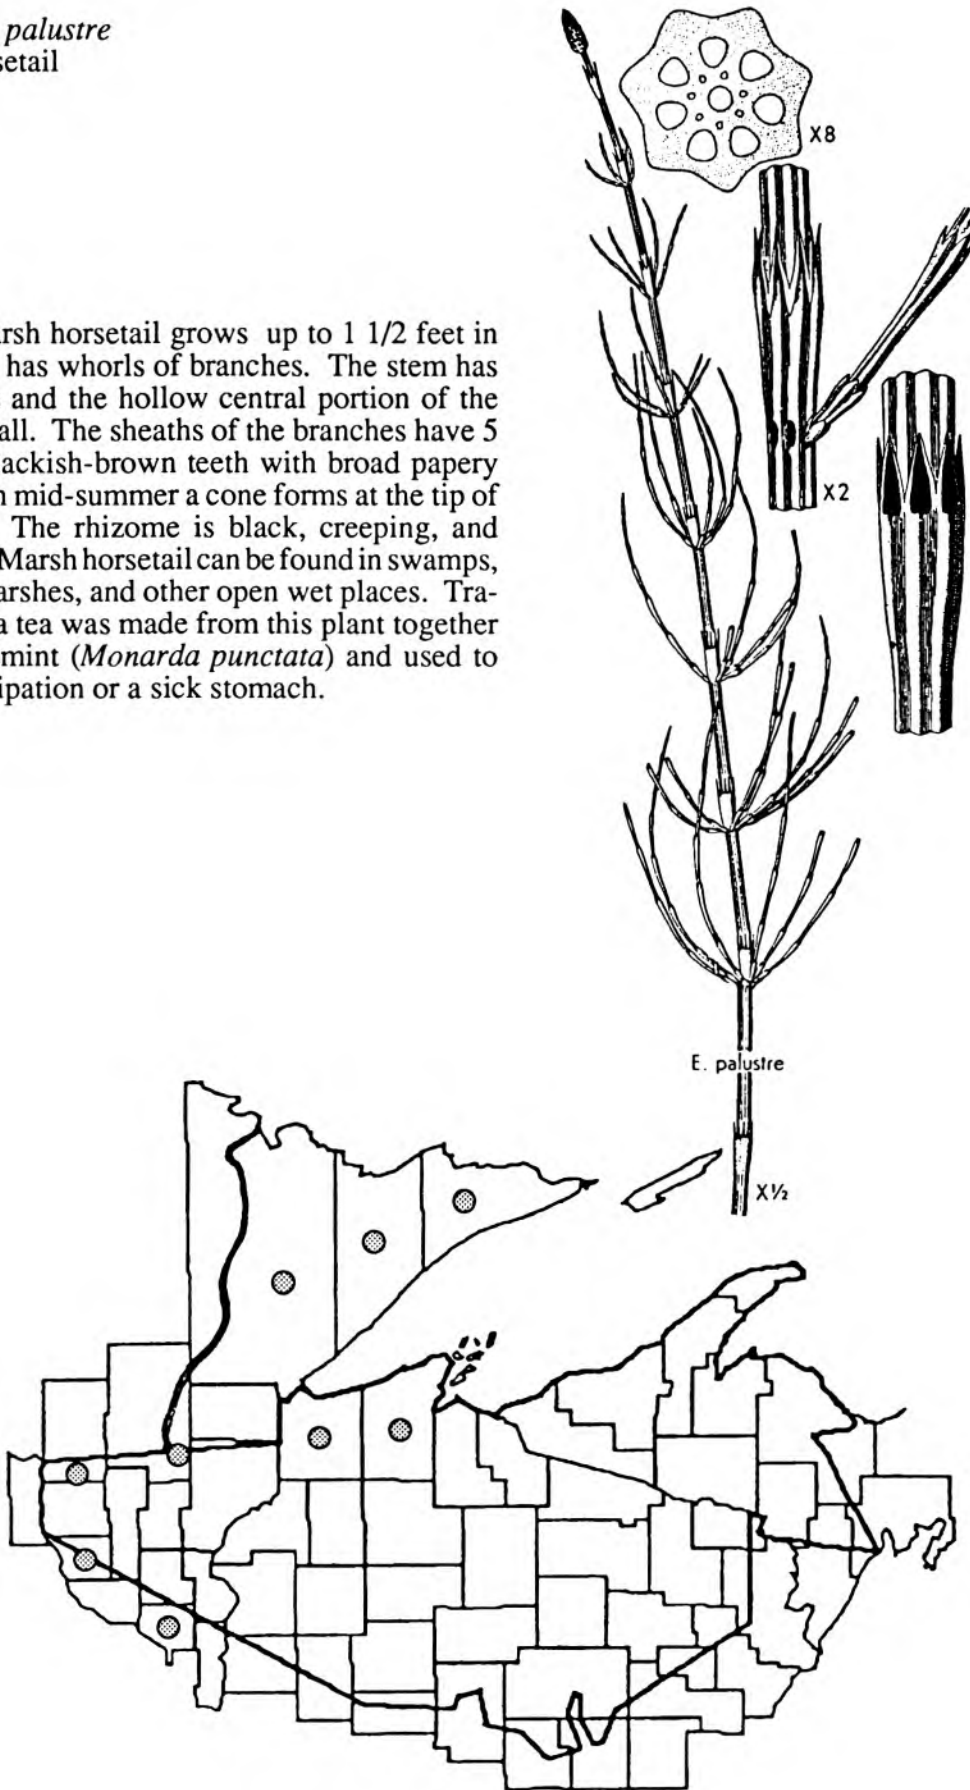 palustre
setail
rsh horsetail grows up to 1 1/2 feet in
has whorls of branches. The stem has
and the hollow central portion of the
all. The sheaths of the branches have 5
ackish-brown teeth with broad papery
n mid-summer a cone forms at the tip of
The rhizome is black, creeping, and
Marsh horsetail can be found in swamps,
arshes, and other open wet places. Tra-
a tea was made from this plant together
mint (Monarda punctata) and used to
ipation or a sick stomach.
X8
X2
E. palustre
X½